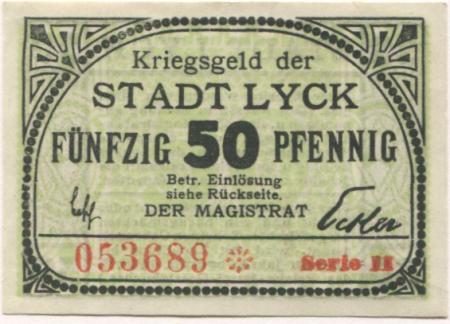 Kriegsgeld der
STADT LYCK
FÜNFZIG 50 PFENNIG
Betr. Einlösung
siehe Rückseite.
DER MAGISTRAT
053689 Serie II